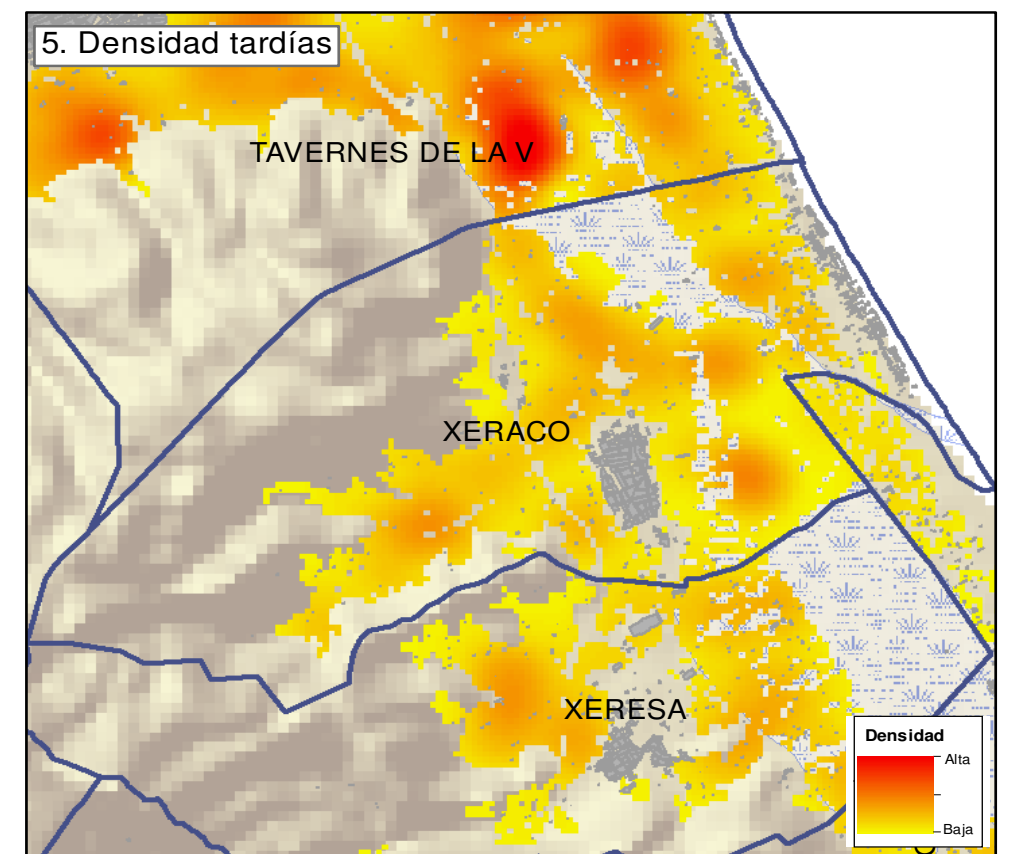 5. Densidad tardías
TAVERNES DE LA V
XERACO
XERESA
Densidad
Alta
Baja